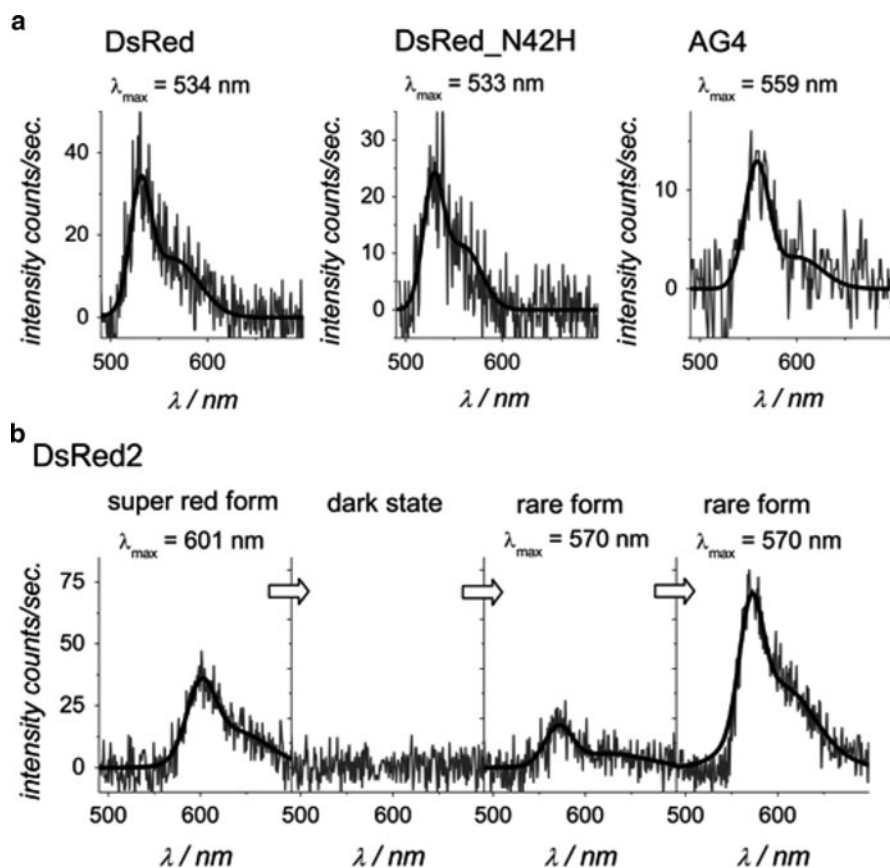 a
DsRed DsRed_N42H AG4
λmax = 534 nm λmax = 533 nm λmax = 559 nm
intensity counts/sec. intensity counts/sec. intensity counts/sec.
40 30 10
20 20 0
0 10
0
500 600 500 600 500 600
λ / nm λ / nm λ / nm
b
DsRed2
super red form dark state rare form rare form
λmax = 601 nm λmax = 570 nm λmax = 570 nm
intensity counts/sec.
75
50
25
0
500 600 500 600 500 600 500 600
λ / nm λ / nm λ / nm λ / nm